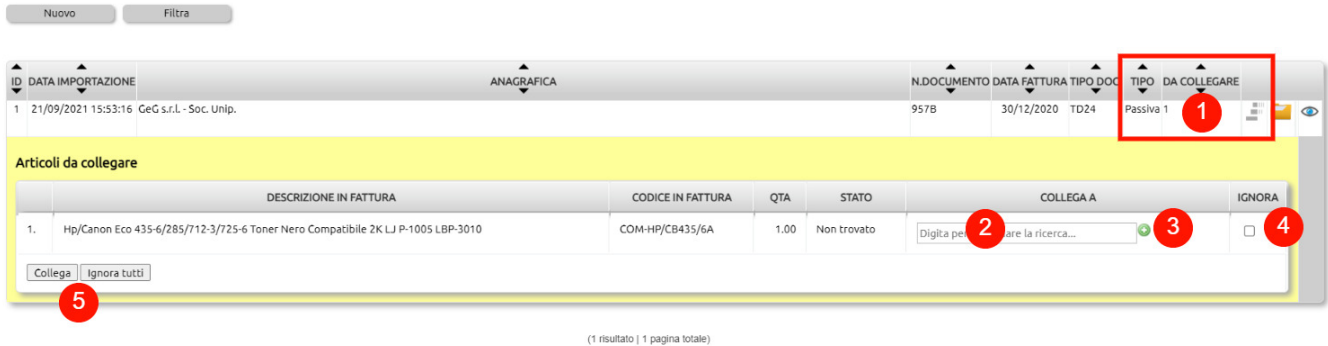 Nuovo Filtra
ID DATA IMPORTAZIONE ANAGRAFICA N.DOCUMENTO DATA FATTURA TIPO DOC TIPO DA COLLEGARE
1 21/09/2021 15:53:16 GeG s.r.l. - Soc. Unip. 957B 30/12/2020 TD24 Passiva 1 1
Articoli da collegare
DESCRIZIONE IN FATTURA CODICE IN FATTURA QTA STATO COLLEGA A IGNORA
1. Hp/Canon Eco 435-6/285/712-3/725-6 Toner Nero Compatibile 2K LJ P-1005 LBP-3010 COM-HP/CB435/6A 1.00 Non trovato Digita 2 la ricerca... 3 4
Collega Ignora tutti
5
(1 risultato | 1 pagina totale)